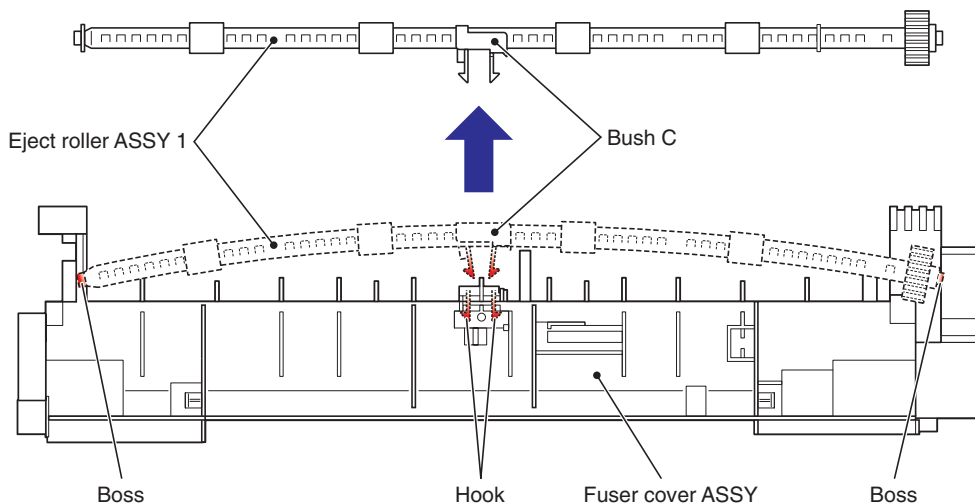 Eject roller ASSY 1
Bush C
Boss
Hook
Fuser cover ASSY
Boss